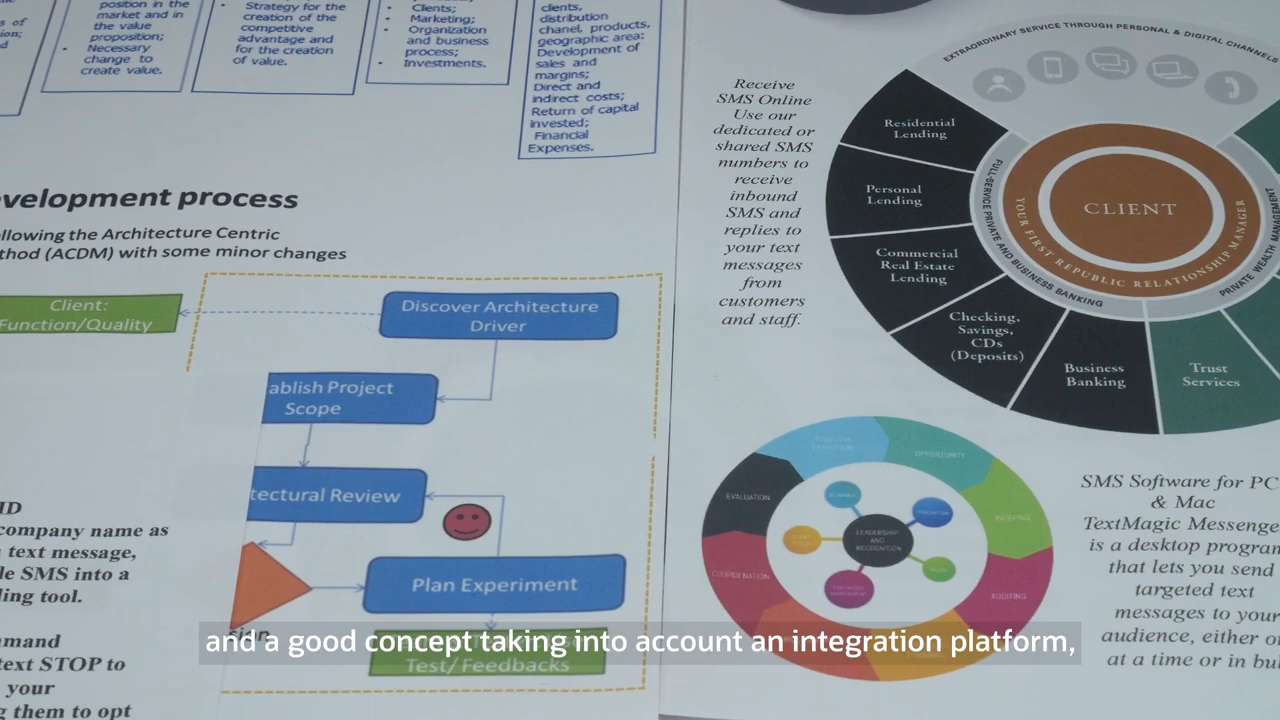 position in the
market and in
the value
proposition;
Necessary
change to
create value.
Strategy for the
creation of the
competitive
advantage and
for the creation
of value.
Clients;
Marketing;
Organization
and business
process;
Investments.
clients,
distribution
chanel, products,
geographic area:
Development of
sales and
margins;
Direct and
indirect costs;
Return of capital
invested;
Financial
Expenses.
velopment process
llowing the Architecture Centric
thod (ACDM) with some minor changes
Client:
Function/Quality
Discover Architecture
Driver
ablish Project
Scope
tectural Review
Plan Experiment
Test/ Feedbacks
ID
company name as
text message,
le SMS into a
ling tool.
mmand
text STOP to
your
g them to opt
Receive
SMS Online
Use our
dedicated or
shared SMS
numbers to
receive
inbound
SMS and
replies to
your text
messages
from
customers
and staff.
EXTRAORDINARY SERVICE THROUGH PERSONAL & DIGITAL CHANNELS
Residential
Lending
Personal
Lending
Commercial
Real Estate
Lending
Checking,
Savings,
CDs
(Deposits)
Business
Banking
Trust
Services
FULL-SERVICE PRIVATE AND BUSINESS BANKING
PRIVATE WEALTH MANAGEMENT
CLIENT
YOUR FIRST REPUBLIC RELATIONSHIP MANAGER
OPPORTUNITY
EVALUATION
AUDITING
LEADERSHIP
AND
RECOGNITION
SMS Software for PC
& Mac
TextMagic Messenge
is a desktop program
that lets you send
targeted text
messages to your
audience, either o
at a time or in bul
and a good concept taking into account an integration platform,